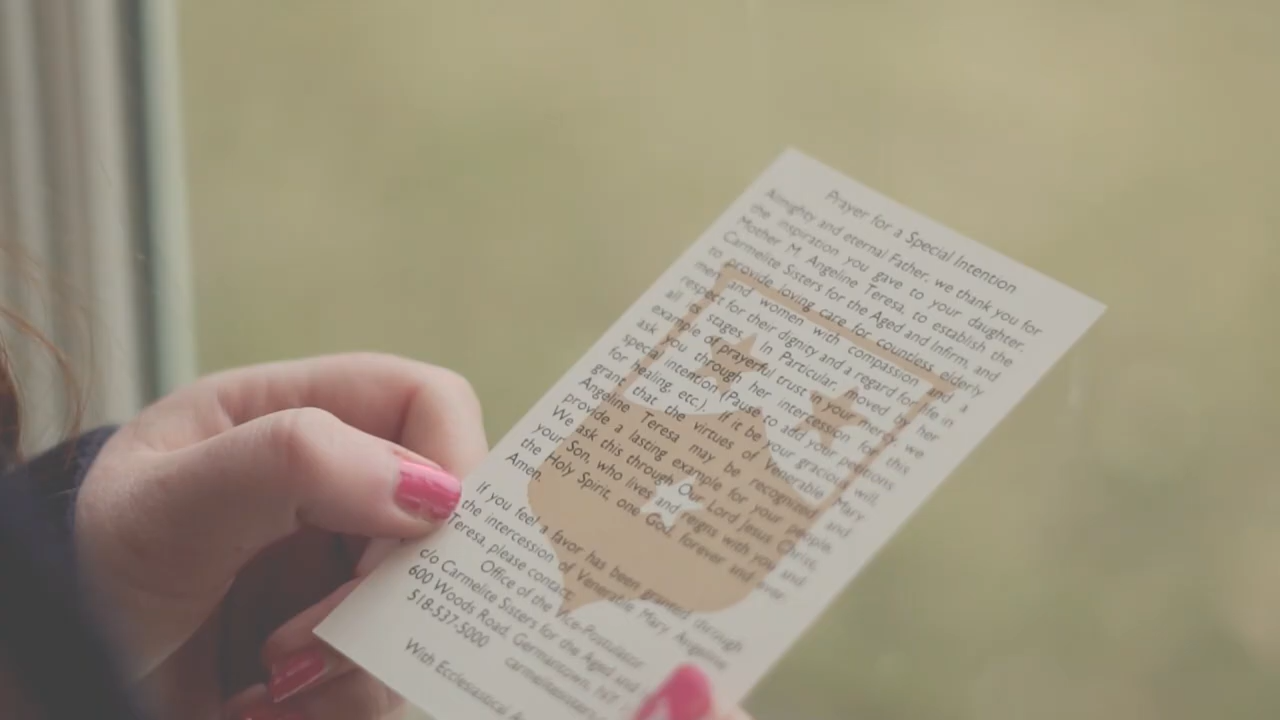 Prayer for a Special Intention
Almighty and eternal Father, we thank you for
the inspiration you gave to your daughter,
Mother M. Angeline Teresa, to establish the
Carmelite Sisters for the Aged and Infirm, and
to provide loving care for countless elderly
men and women with compassion and a
respect for their dignity and a regard for life in
all its stages. In Particular, moved by her
example of prayerful trust in your mercy we
ask you through her intercession for this
special intention (Pause to add your petitions
for healing, etc.). If it be your gracious will,
grant that the virtues of Venerable Mary
Angeline Teresa may be recognized and
provide a lasting example for your people.
We ask this through Our Lord Jesus Christ,
your Son, who lives and reigns with you and
the Holy Spirit, one God, forever and ever.
Amen.
If you feel a favor has been granted through
the intercession of Venerable Mary Angeline
Teresa, please contact:
Office of the Vice-Postulator
c/o Carmelite Sisters for the Aged and
600 Woods Road, Germantown, NY
518-537-5000
With Ecclesiastical